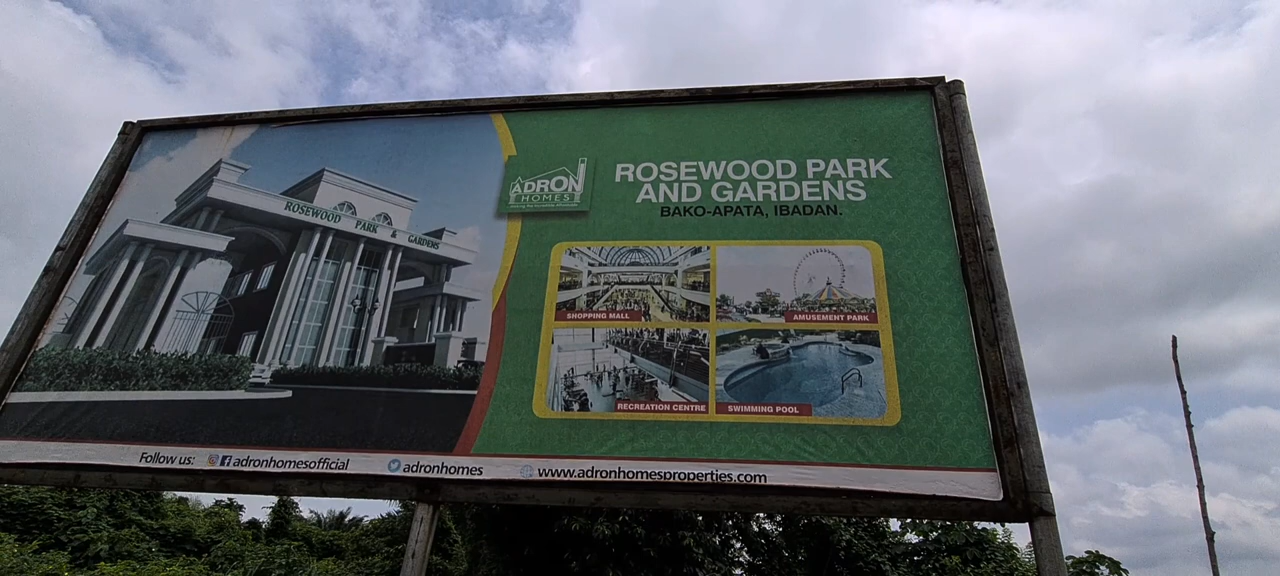 ROSEWOOD PARK & GARDENS
ADRON
HOMES
ROSEWOOD PARK
AND GARDENS
BAKO-APATA, IBADAN.
SHOPPING MALL
AMUSEMENT PARK
RECREATION CENTRE
SWIMMING POOL
Follow us: adronhomesofficial adronhomes www.adronhomesproperties.com